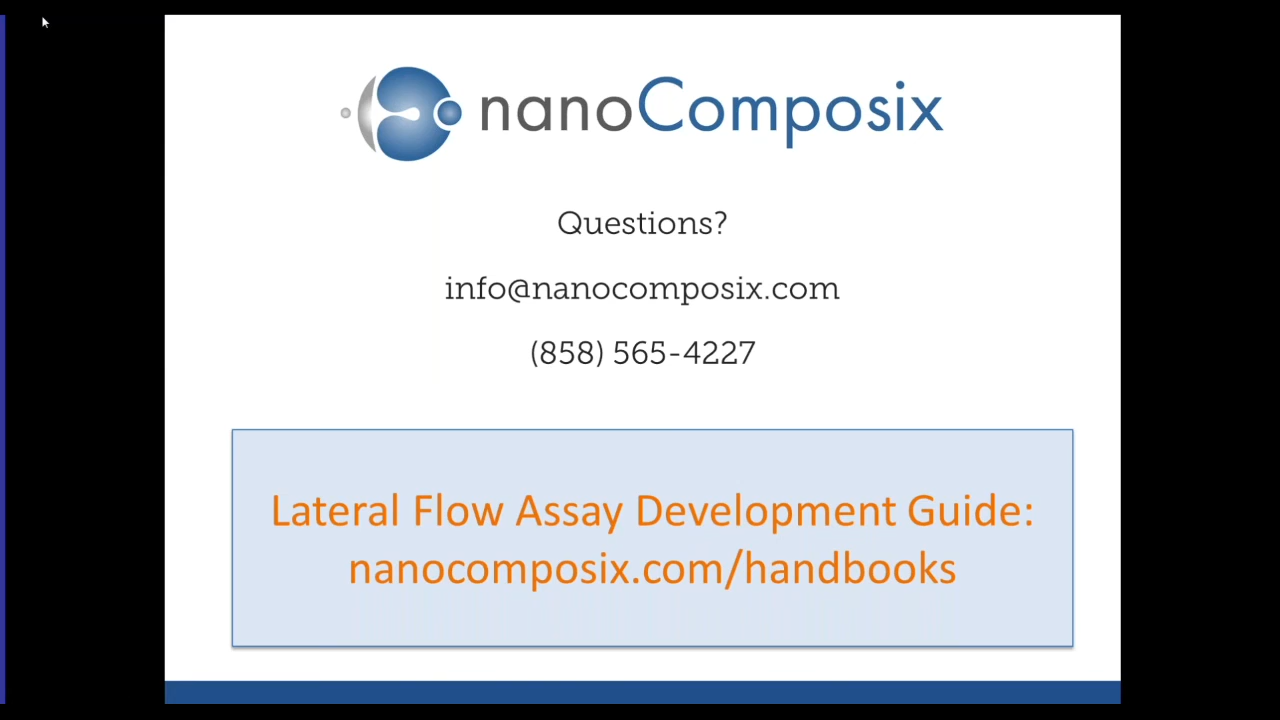 nanoComposix
Questions?
info@nanocomposix.com
(858) 565-4227
Lateral Flow Assay Development Guide:
nanocomposix.com/handbooks